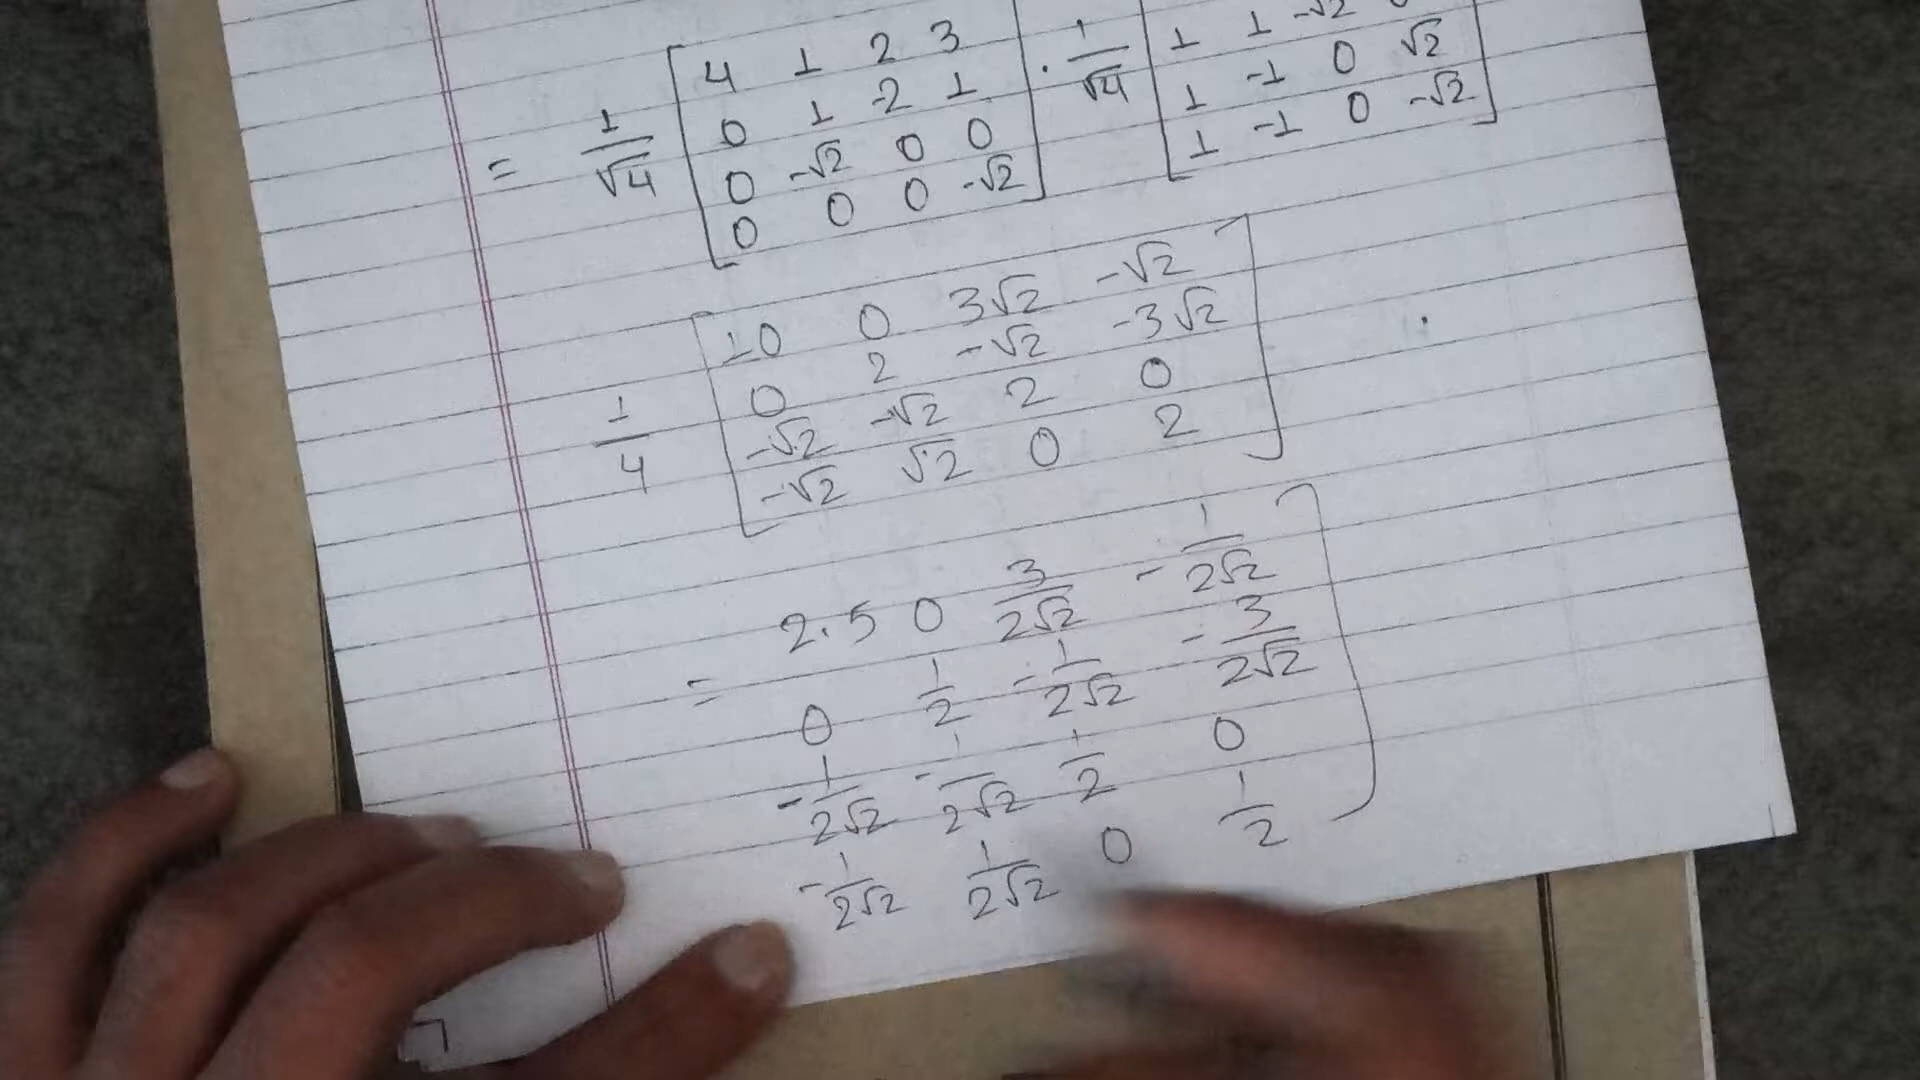 = 1/√4 [ 4 1 2 3 ] . 1/√4 [ 1 1 -√2
0 1 -2 1 1 -1 0 √2
0 -√2 0 0 1 -1 0 -√2 ]
0 0 0 -√2
1/4 [ 10 0 3√2 -√2 ]
0 2 -√2 -3√2
-√2 -√2 2 0
-√2 √2 0 2
= 2.5 0 3/2√2 -1/2√2 ]
0 1/2 -1/2√2 -3/2√2
-1/2√2 -1/2√2 1/2 0
-1/2√2 1/2√2 0 1/2